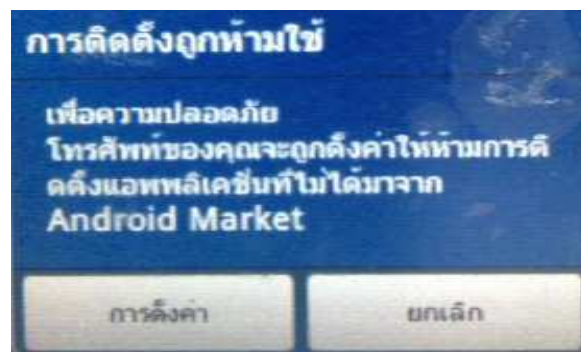 การติดตั้งถูกห้ามใช้
เพื่อความปลอดภัย
โทรศัพท์ของคุณจะถูกตั้งค่าให้ห้ามการติ
ดตั้งแอพพลิเคชั่นที่ไม่ได้มาจาก
Android Market
การตั้งค่า
ยกเลิก